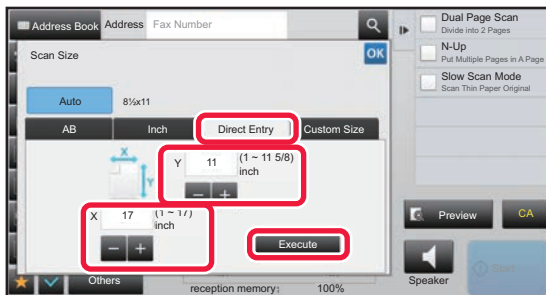 Address Book Address Fax Number
Scan Size
OK
Auto 8½x11
AB Inch Direct Entry Custom Size
X
Y
Y 11 (1 ~ 11 5/8)
inch
X 17 (1 ~ 17)
inch
Execute
Others
reception memory: 100%
Dual Page Scan
Divide into 2 Pages
N-Up
Put Multiple Pages in A Page
Slow Scan Mode
Scan Thin Paper Original
Preview CA
Speaker
Start